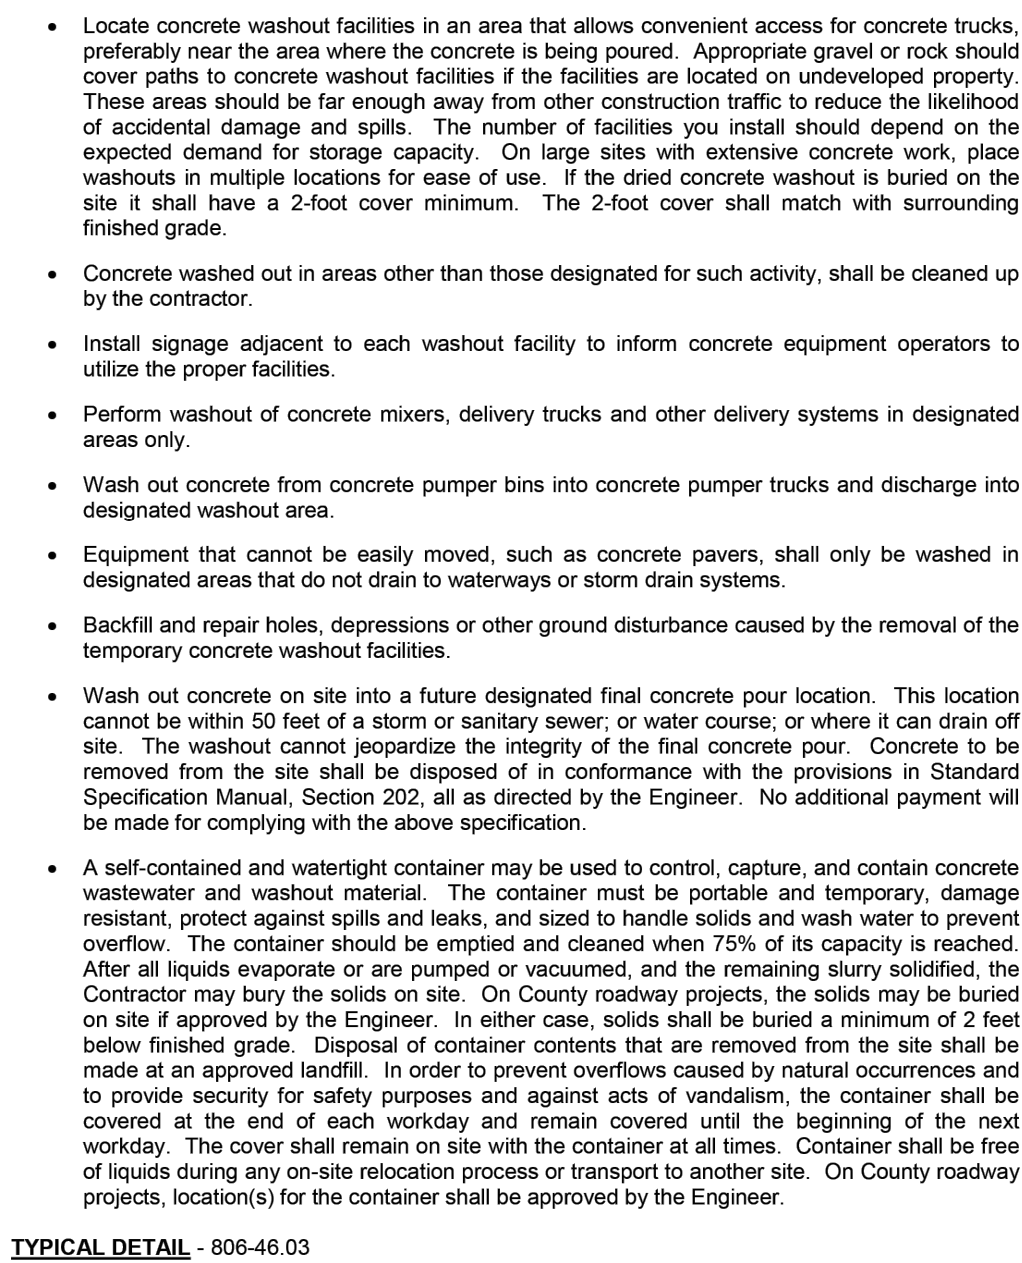 • Locate concrete washout facilities in an area that allows convenient access for concrete trucks,
preferably near the area where the concrete is being poured. Appropriate gravel or rock should
cover paths to concrete washout facilities if the facilities are located on undeveloped property.
These areas should be far enough away from other construction traffic to reduce the likelihood
of accidental damage and spills. The number of facilities you install should depend on the
expected demand for storage capacity. On large sites with extensive concrete work, place
washouts in multiple locations for ease of use. If the dried concrete washout is buried on the
site it shall have a 2-foot cover minimum. The 2-foot cover shall match with surrounding
finished grade.
• Concrete washed out in areas other than those designated for such activity, shall be cleaned up
by the contractor.
• Install signage adjacent to each washout facility to inform concrete equipment operators to
utilize the proper facilities.
• Perform washout of concrete mixers, delivery trucks and other delivery systems in designated
areas only.
• Wash out concrete from concrete pumper bins into concrete pumper trucks and discharge into
designated washout area.
• Equipment that cannot be easily moved, such as concrete pavers, shall only be washed in
designated areas that do not drain to waterways or storm drain systems.
• Backfill and repair holes, depressions or other ground disturbance caused by the removal of the
temporary concrete washout facilities.
• Wash out concrete on site into a future designated final concrete pour location. This location
cannot be within 50 feet of a storm or sanitary sewer; or water course; or where it can drain off
site. The washout cannot jeopardize the integrity of the final concrete pour. Concrete to be
removed from the site shall be disposed of in conformance with the provisions in Standard
Specification Manual, Section 202, all as directed by the Engineer. No additional payment will
be made for complying with the above specification.
• A self-contained and watertight container may be used to control, capture, and contain concrete
wastewater and washout material. The container must be portable and temporary, damage
resistant, protect against spills and leaks, and sized to handle solids and wash water to prevent
overflow. The container should be emptied and cleaned when 75% of its capacity is reached.
After all liquids evaporate or are pumped or vacuumed, and the remaining slurry solidified, the
Contractor may bury the solids on site. On County roadway projects, the solids may be buried
on site if approved by the Engineer. In either case, solids shall be buried a minimum of 2 feet
below finished grade. Disposal of container contents that are removed from the site shall be
made at an approved landfill. In order to prevent overflows caused by natural occurrences and
to provide security for safety purposes and against acts of vandalism, the container shall be
covered at the end of each workday and remain covered until the beginning of the next
workday. The cover shall remain on site with the container at all times. Container shall be free
of liquids during any on-site relocation process or transport to another site. On County roadway
projects, location(s) for the container shall be approved by the Engineer.
TYPICAL DETAIL - 806-46.03